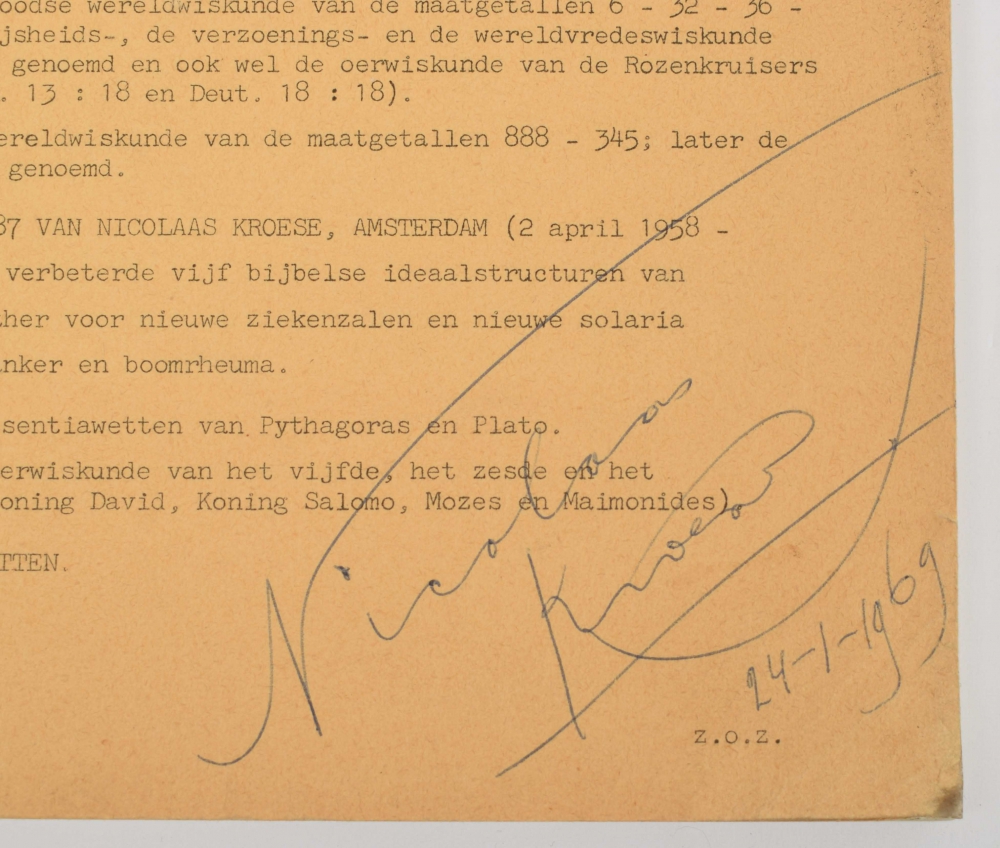 oodse wereldwiskunde van de maatgetallen 6 - 32 - 36 -
jsheids-, de verzoenings- en de wereldvredeswiskunde
genoemd en ook wel de oerwiskunde van de Rozenkruisers
. 13 : 18 en Deut. 18 : 18).
ereldwiskunde van de maatgetallen 888 - 345; later de
genoemd.
87 VAN NICOLAAS KROESE, AMSTERDAM (2 april 1958 -
verbeterde vijf bijbelse ideaalstructuren van
ther voor nieuwe ziekenzalen en nieuwe solaria
anker en boomrheuma.
sentiawetten van Pythagoras en Plato.
erwiskunde van het vijfde, het zesde en het
oning David, Koning Salomo, Mozes en Maimonides)
TTEN.
Nicolaas
Kroese
24-1-1969
z.o.z.